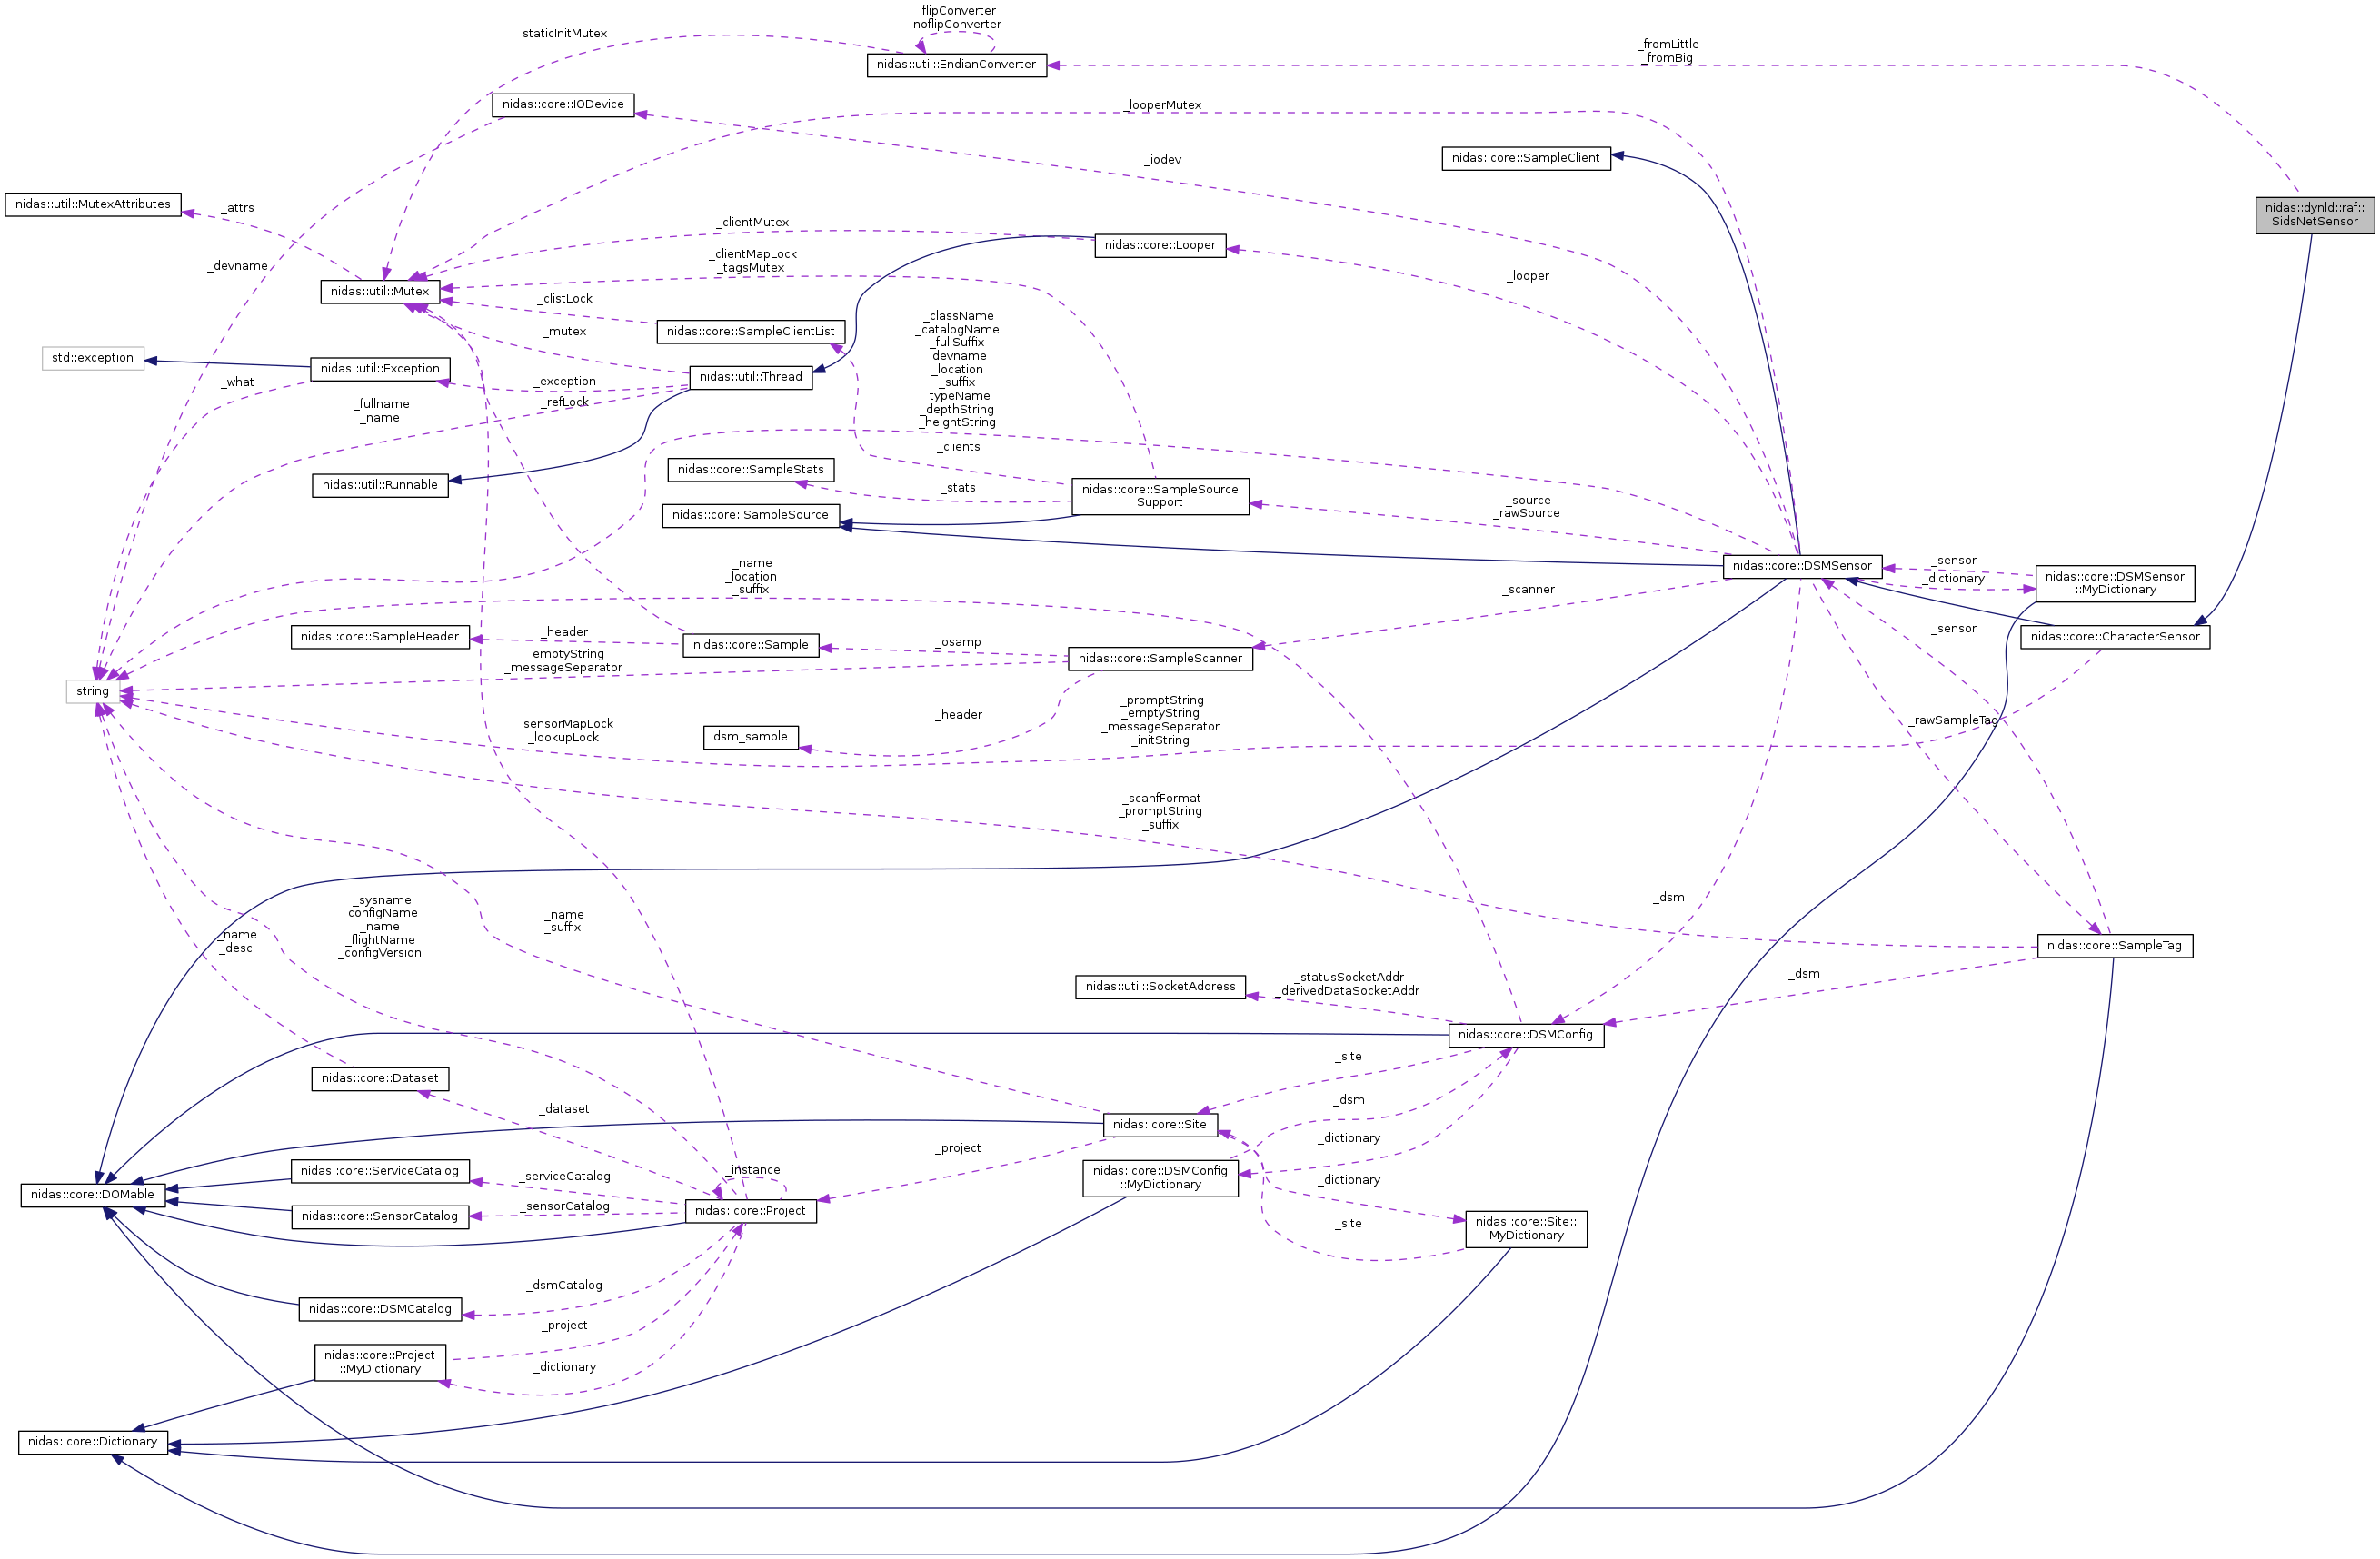 flipConverter
noflipConverter
staticInitMutex
_fromLittle
_fromBig
nidas::util::EndianConverter
nidas::core::IODevice
_looperMutex
_iodev
nidas::core::SampleClient
nidas::util::MutexAttributes
_attrs
nidas::dynld::raf::
SidsNetSensor
_clientMutex
nidas::core::Looper
_devname
_clientMapLock
_tagsMutex
_looper
nidas::util::Mutex
_clistLock
nidas::core::SampleClientList
_mutex
std::exception
nidas::util::Exception
_what
_exception
nidas::util::Thread
_className
_catalogName
_fullSuffix
_devname
_location
_suffix
_typeName
_depthString
_heightString
_fullname
_name
_refLock
_clients
nidas::core::SampleStats
_stats
nidas::util::Runnable
nidas::core::SampleSource
Support
nidas::core::SampleSource
_source
_rawSource
nidas::core::DSMSensor
_sensor
_dictionary
nidas::core::DSMSensor
::MyDictionary
_name
_location
_suffix
_scanner
nidas::core::SampleHeader
_header
nidas::core::Sample
_osamp
_sensor
nidas::core::CharacterSensor
_emptyString
_messageSeparator
nidas::core::SampleScanner
string
_sensorMapLock
_lookupLock
dsm_sample
_header
_promptString
_emptyString
_messageSeparator
_initString
_rawSampleTag
_scanfFormat
_promptString
_suffix
_dsm
_sysname
_configName
_name
_flightName
_configVersion
_name
_desc
_name
_suffix
nidas::core::SampleTag
nidas::util::SocketAddress
_statusSocketAddr
_derivedDataSocketAddr
_dsm
nidas::core::DSMConfig
_site
nidas::core::Dataset
_dataset
_dsm
nidas::core::Site
_dictionary
_project
nidas::core::ServiceCatalog
_serviceCatalog
_instance
nidas::core::DSMConfig
::MyDictionary
_dictionary
nidas::core::DOMable
nidas::core::SensorCatalog
_sensorCatalog
nidas::core::Project
_site
nidas::core::Site::
MyDictionary
_dsmCatalog
nidas::core::DSMCatalog
_project
nidas::core::Project
::MyDictionary
_dictionary
nidas::core::Dictionary